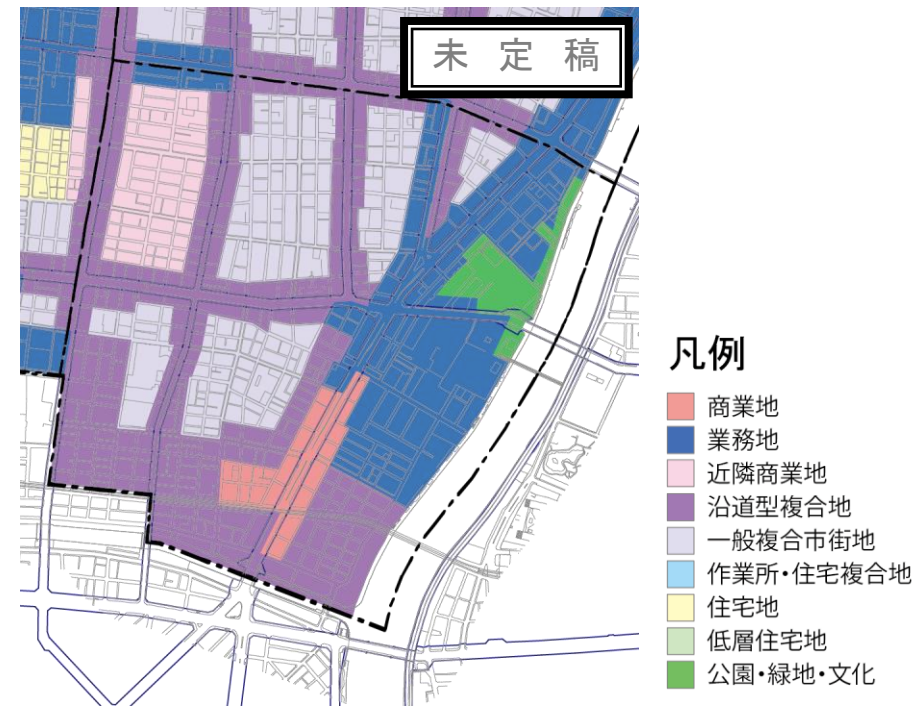 未定稿
凡例
商業地
業務地
近隣商業地
沿道型複合地
一般複合市街地
作業所・住宅複合地
住宅地
低層住宅地
公園・緑地・文化